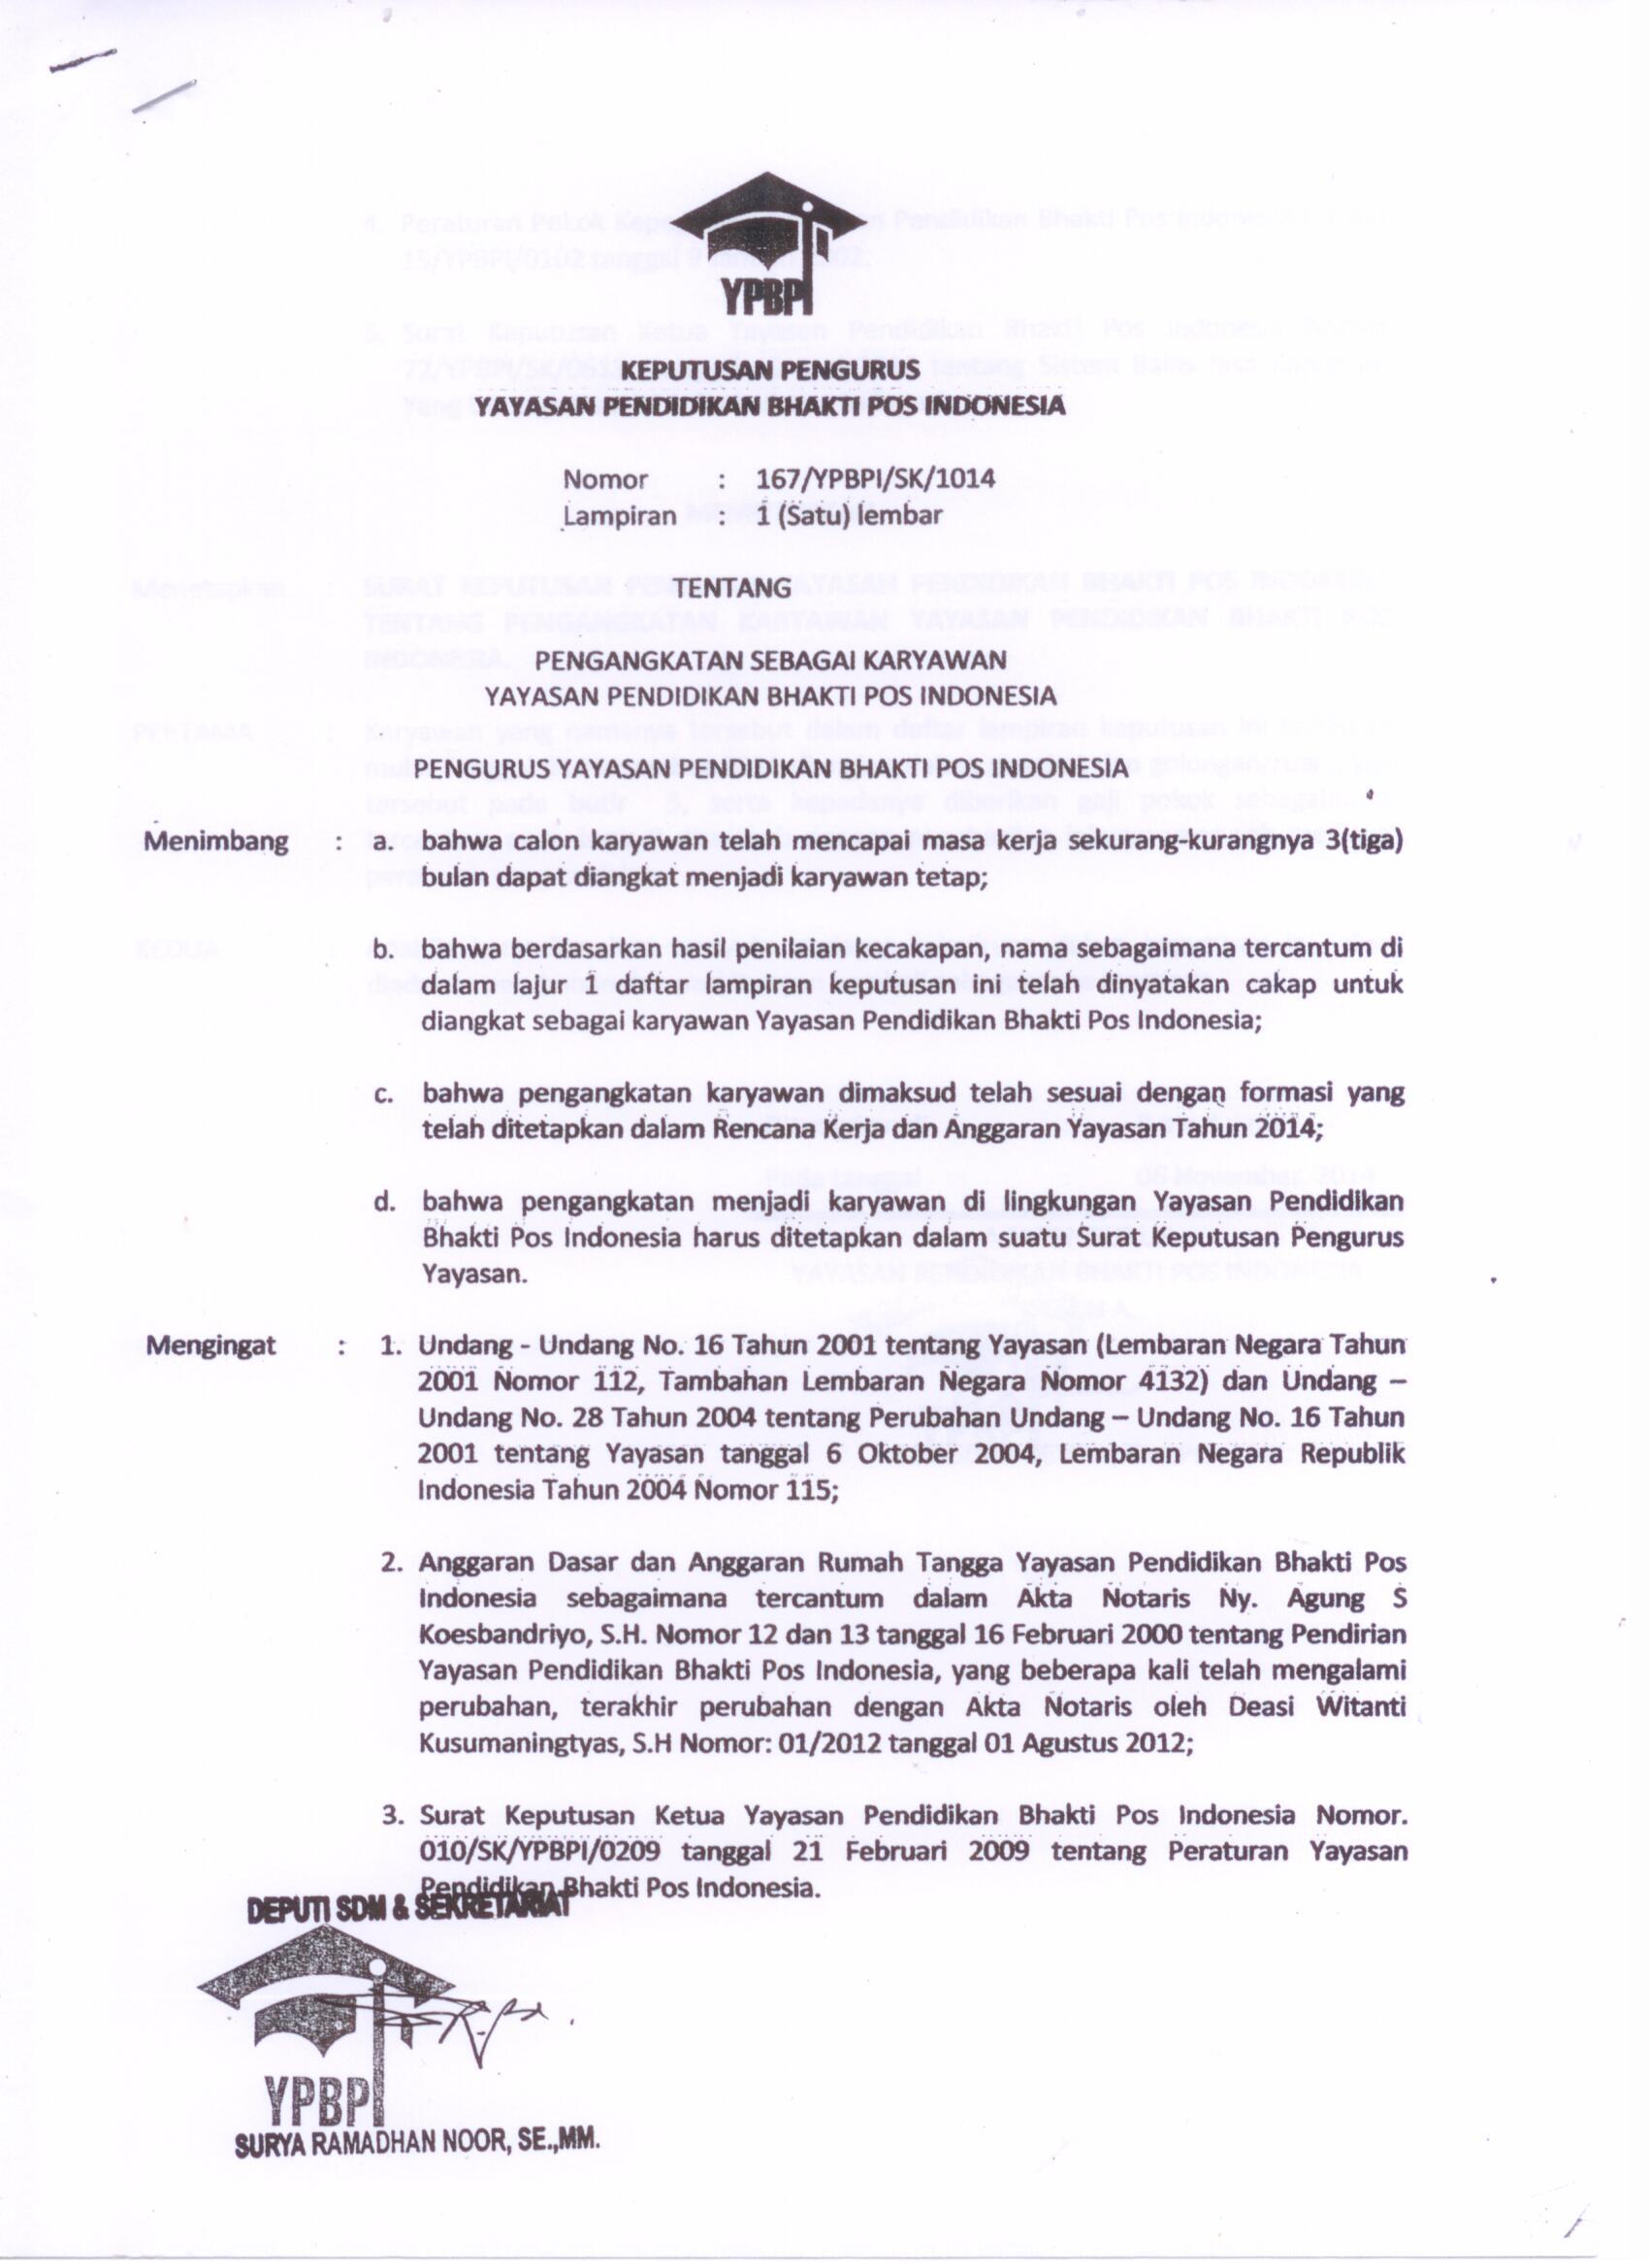 YPBPI
KEPUTUSAN PENGURUS
YAYASAN PENDIDIKAN BHAKTI POS INDONESIA
Nomor : 167/YPBPI/SK/1014
Lampiran : 1 (Satu) lembar
TENTANG
PENGANGKATAN SEBAGAI KARYAWAN
YAYASAN PENDIDIKAN BHAKTI POS INDONESIA
PENGURUS YAYASAN PENDIDIKAN BHAKTI POS INDONESIA
Menimbang : a. bahwa calon karyawan telah mencapai masa kerja sekurang-kurangnya 3(tiga)
bulan dapat diangkat menjadi karyawan tetap;
b. bahwa berdasarkan hasil penilaian kecakapan, nama sebagaimana tercantum di
dalam lajur 1 daftar lampiran keputusan ini telah dinyatakan cakap untuk
diangkat sebagai karyawan Yayasan Pendidikan Bhakti Pos Indonesia;
c. bahwa pengangkatan karyawan dimaksud telah sesuai dengan formasi yang
telah ditetapkan dalam Rencana Kerja dan Anggaran Yayasan Tahun 2014;
d. bahwa pengangkatan menjadi karyawan di lingkungan Yayasan Pendidikan
Bhakti Pos Indonesia harus ditetapkan dalam suatu Surat Keputusan Pengurus
Yayasan.
Mengingat : 1. Undang - Undang No. 16 Tahun 2001 tentang Yayasan (Lembaran Negara Tahun
2001 Nomor 112, Tambahan Lembaran Negara Nomor 4132) dan Undang –
Undang No. 28 Tahun 2004 tentang Perubahan Undang – Undang No. 16 Tahun
2001 tentang Yayasan tanggal 6 Oktober 2004, Lembaran Negara Republik
Indonesia Tahun 2004 Nomor 115;
2. Anggaran Dasar dan Anggaran Rumah Tangga Yayasan Pendidikan Bhakti Pos
Indonesia sebagaimana tercantum dalam Akta Notaris Ny. Agung S
Koesbandriyo, S.H. Nomor 12 dan 13 tanggal 16 Februari 2000 tentang Pendirian
Yayasan Pendidikan Bhakti Pos Indonesia, yang beberapa kali telah mengalami
perubahan, terakhir perubahan dengan Akta Notaris oleh Deasi Witanti
Kusumaningtyas, S.H Nomor: 01/2012 tanggal 01 Agustus 2012;
3. Surat Keputusan Ketua Yayasan Pendidikan Bhakti Pos Indonesia Nomor.
010/SK/YPBPI/0209 tanggal 21 Februari 2009 tentang Peraturan Yayasan
Pendidikan Bhakti Pos Indonesia.
DEPUTI SDM & SEKRETARIAT
YPBPI
SURYA RAMADHAN NOOR, SE.,MM.